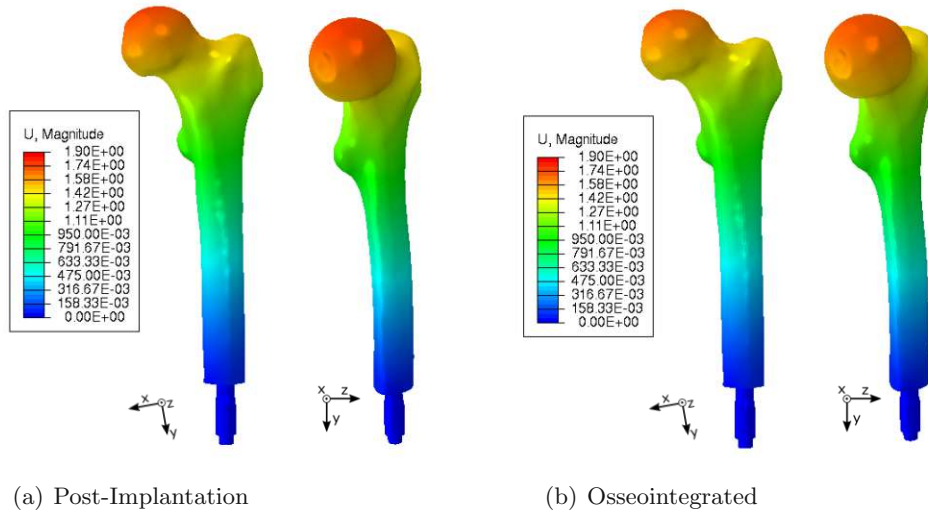 U, Magnitude
1.90E+00
1.74E+00
1.58E+00
1.42E+00
1.27E+00
1.11E+00
950.00E-03
791.67E-03
633.33E-03
475.00E-03
316.67E-03
158.33E-03
0.00E+00
x z
y
x
z
y
(a) Post-Implantation
U, Magnitude
1.90E+00
1.74E+00
1.58E+00
1.42E+00
1.27E+00
1.11E+00
950.00E-03
791.67E-03
633.33E-03
475.00E-03
316.67E-03
158.33E-03
0.00E+00
x z
y
x
z
y
(b) Osseointegrated